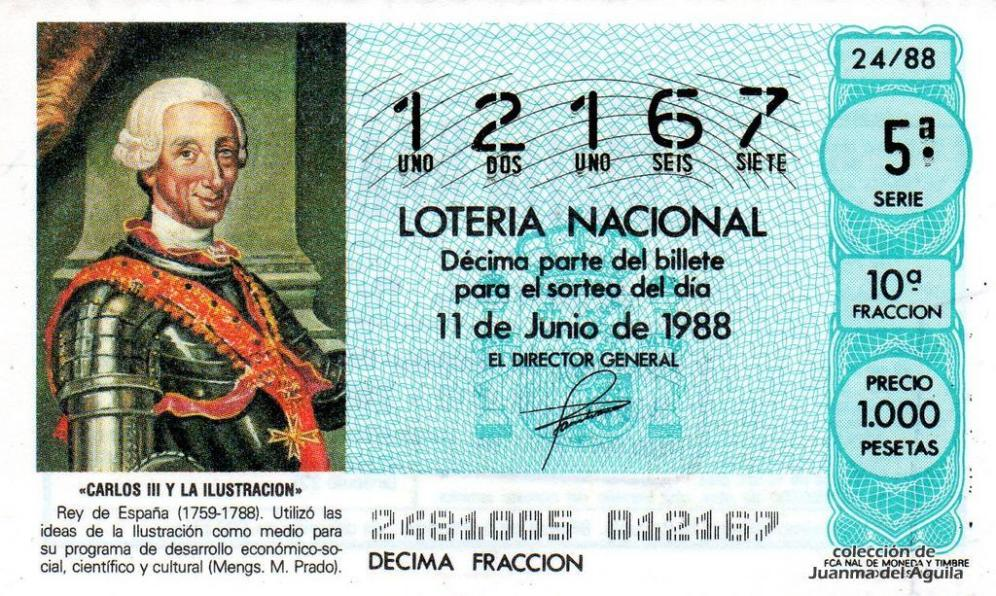 24/88
1 2 1 6 7
UNO DOS UNO SEIS SIETE
5ª
SERIE
LOTERIA NACIONAL
Décima parte del billete
para el sorteo del día
11 de Junio de 1988
EL DIRECTOR GENERAL
10ª
FRACCION
PRECIO
1.000
PESETAS
«CARLOS III Y LA ILUSTRACION»
Rey de España (1759-1788). Utilizó las
ideas de la Ilustración como medio para
su programa de desarrollo económico-so-
cial, científico y cultural (Mengs. M. Prado).
2481005 012167
DECIMA FRACCION
colección de
FCA NAL DE MONEDA Y TIMBRE
Juanma del Aguila